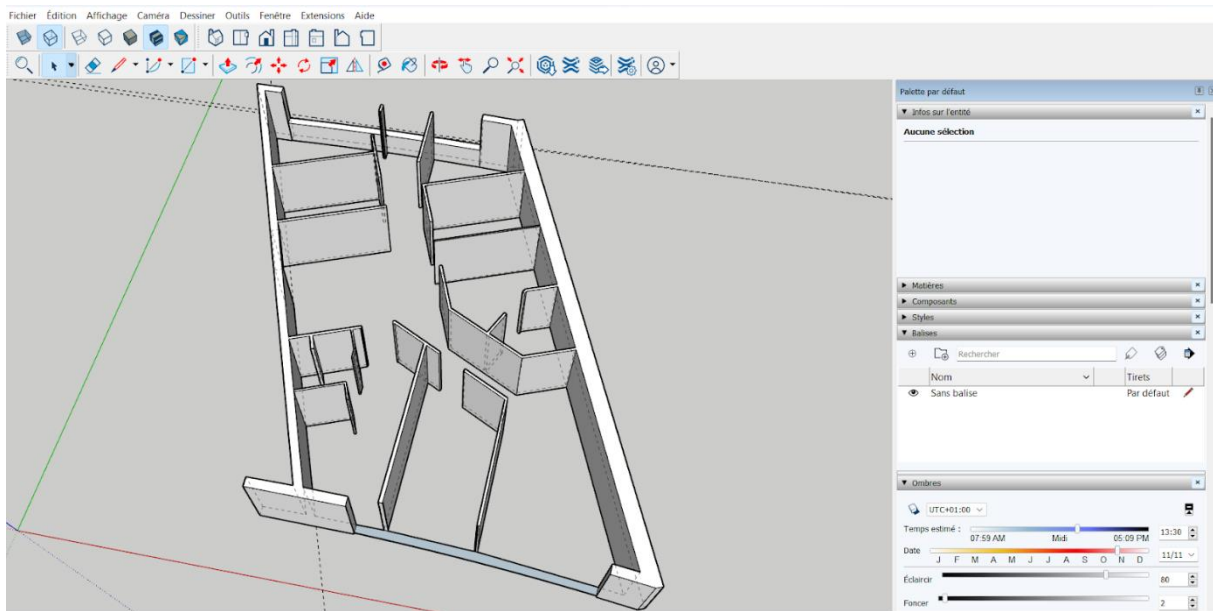 Fichier Édition Affichage Caméra Dessiner Outils Fenêtre Extensions Aide
Palette par défaut
Infos sur l'entité
Aucune sélection
Matières
Composants
Styles
Balises
Rechercher
Nom Tirets
Sans balise Par défaut
Ombres
UTC+01:00
Temps estimé : 13:30
07:59 AM Midi 05:09 PM
Date 11/11
J F M A M J J A S O N D
Éclaircir 80
Foncer 2